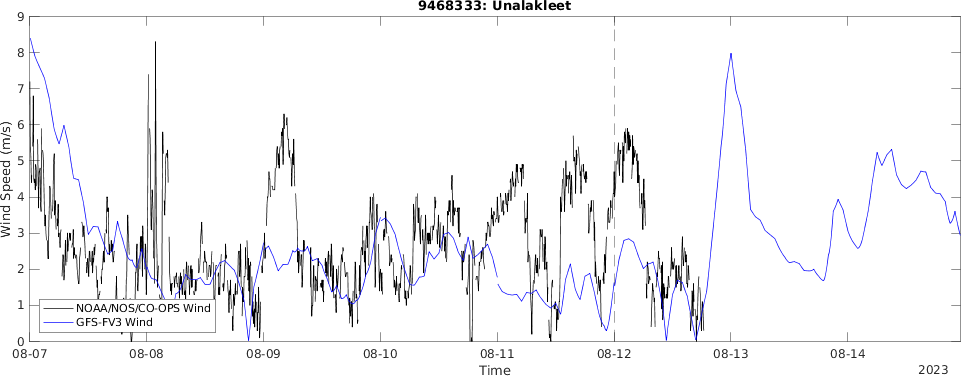 9468333: Unalakleet
Wind Speed (m/s)
9
8
7
6
5
4
3
2
1
0
NOAA/NOS/CO-OPS Wind
GFS-FV3 Wind
08-07 08-08 08-09 08-10 08-11 08-12 08-13 08-14
Time
2023